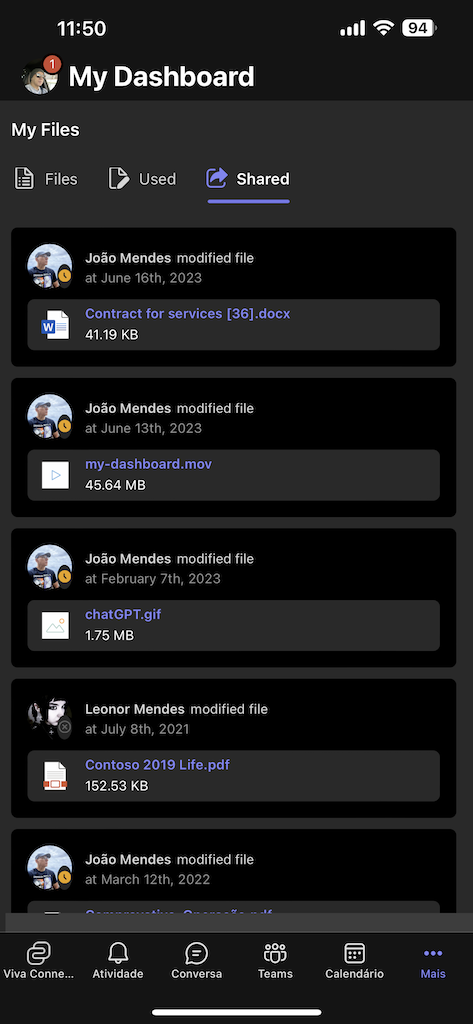 11:50
94
1
My Dashboard
My Files
Files
Used
Shared
João Mendes modified file
at June 16th, 2023
W
Contract for services [36].docx
41.19 KB
João Mendes modified file
at June 13th, 2023
my-dashboard.mov
45.64 MB
João Mendes modified file
at February 7th, 2023
chatGPT.gif
1.75 MB
Leonor Mendes modified file
at July 8th, 2021
Contoso 2019 Life.pdf
152.53 KB
João Mendes modified file
at March 12th, 2022
Viva Conne...
Atividade
Conversa
Teams
Calendário
Mais